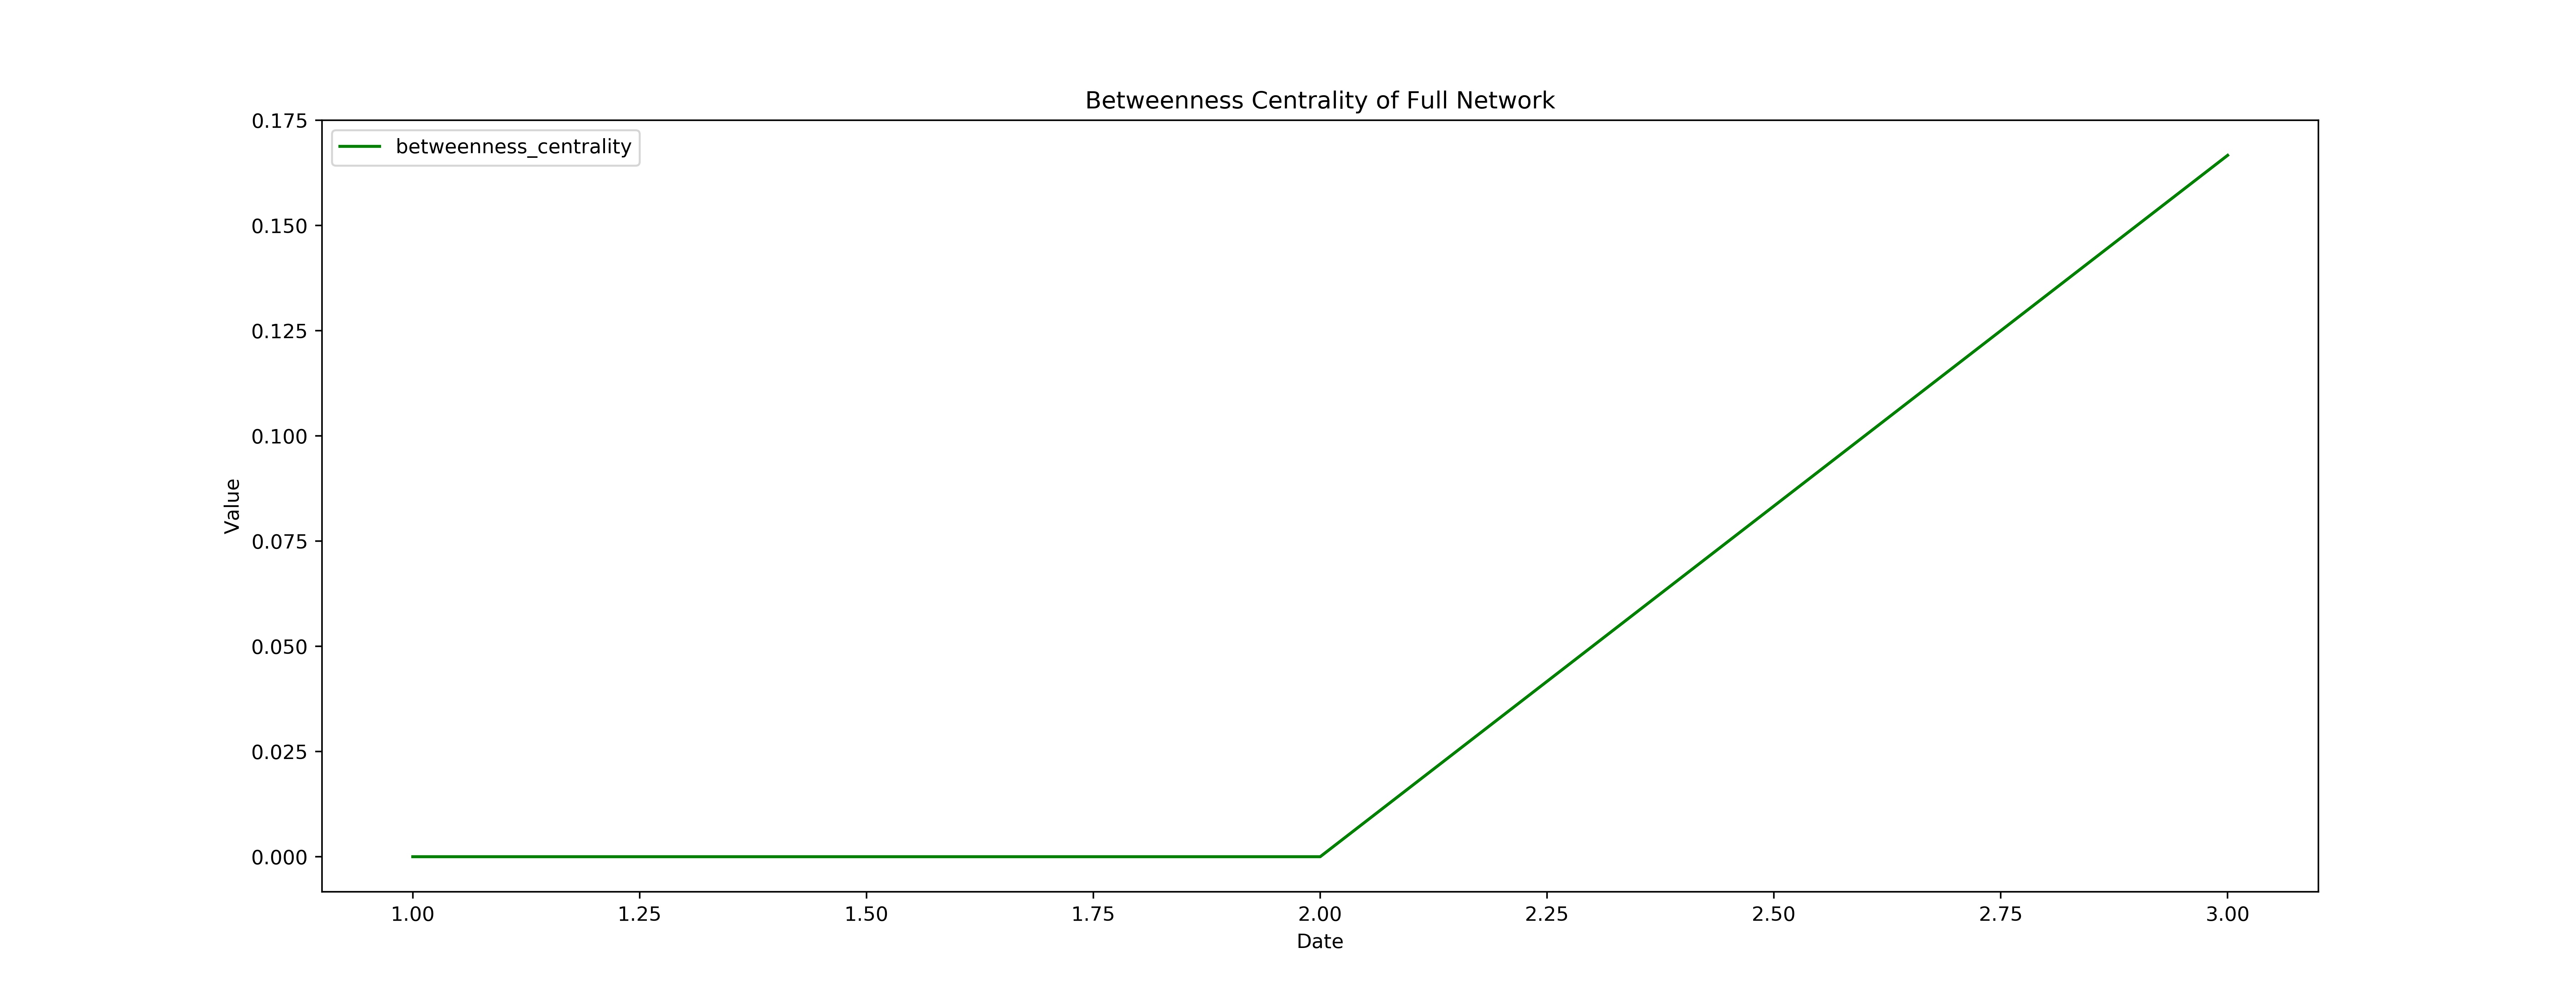 Betweenness Centrality of Full Network
betweenness_centrality
0.175
0.150
0.125
0.100
0.075
0.050
0.025
0.000
Value
1.00 1.25 1.50 1.75 2.00 2.25 2.50 2.75 3.00
Date